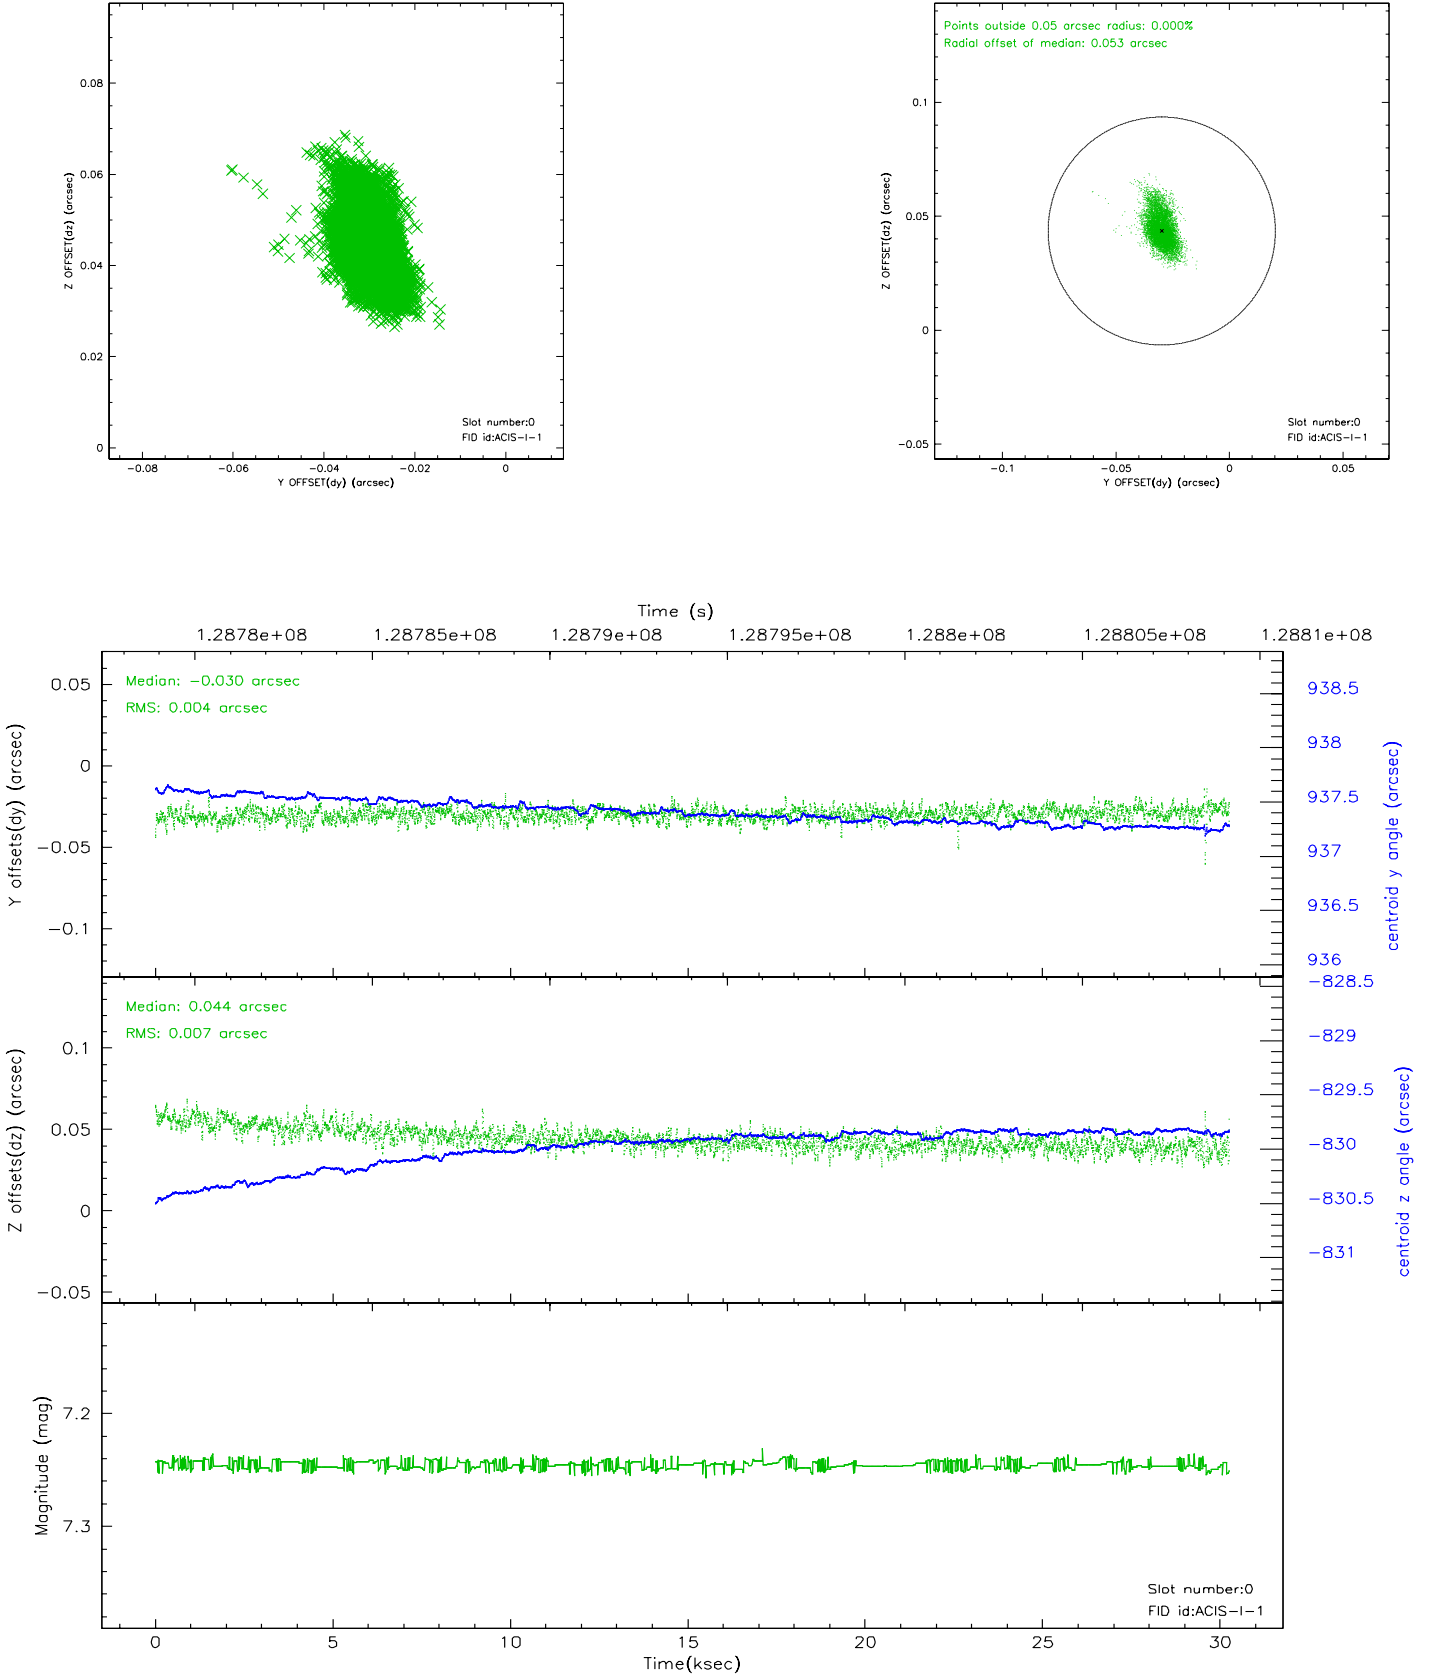 0.08
0.06
0.04
0.02
0
Z OFFSET(dz) (arcsec)
Slot number:0
FID id:ACIS-I-1
-0.08 -0.06 -0.04 -0.02 0
Y OFFSET(dy) (arcsec)
Points outside 0.05 arcsec radius: 0.000%
Radial offset of median: 0.053 arcsec
0.1
0.05
0
-0.05
Z OFFSET(dz) (arcsec)
Slot number:0
FID id:ACIS-I-1
-0.1 -0.05 0 0.05
Y OFFSET(dy) (arcsec)
Time (s)
1.2878e+08 1.28785e+08 1.2879e+08 1.28795e+08 1.288e+08 1.28805e+08 1.2881e+08
Median: -0.030 arcsec
RMS: 0.004 arcsec
0.05
0
-0.05
-0.1
Y offsets(dy) (arcsec)
938.5
938
937.5
937
936.5
936
centroid y angle (arcsec)
Median: 0.044 arcsec
RMS: 0.007 arcsec
0.1
0.05
0
-0.05
Z offsets(dz) (arcsec)
-828.5
-829
-829.5
-830
-830.5
-831
centroid z angle (arcsec)
7.2
7.3
Magnitude (mag)
Slot number:0
FID id:ACIS-I-1
0 5 10 15 20 25 30
Time(ksec)